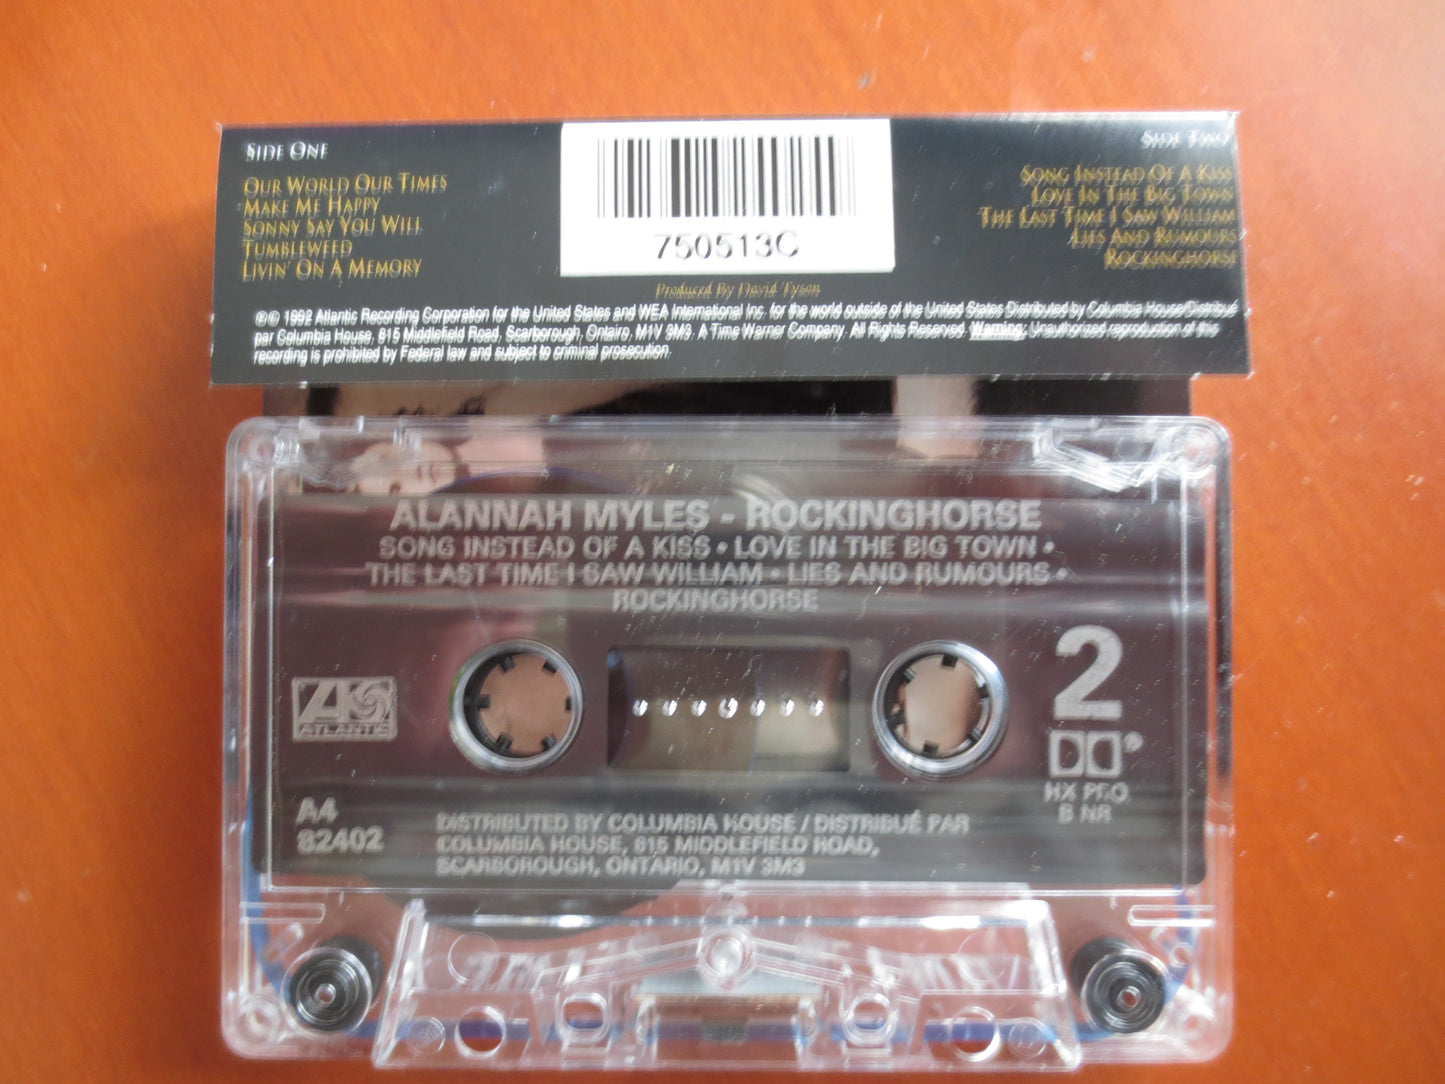 SIDE ONE
OUR WORLD OUR TIMES
MAKE ME HAPPY
SONNY SAY YOU WILL
TUMBLEWEED
LIVIN' ON A MEMORY
750513C
SIDE TWO
SONG INSTEAD OF A KISS
LOVE IN THE BIG TOWN
THE LAST TIME I SAW WILLIAM
LIES AND RUMOURS
ROCKINGHORSE
Produced By David Tyson
℗© 1992 Atlantic Recording Corporation for the United States and WEA International Inc. for the world outside of the United States Distributed by Columbia House/Distribué
par Columbia House, 815 Middlefield Road, Scarborough, Ontairo, M1V 3M3. A Time Warner Company. All Rights Reserved. Warning: Unauthorized reproduction of this
recording is prohibited by Federal law and subject to criminal prosecution.
ALANNAH MYLES - ROCKINGHORSE
SONG INSTEAD OF A KISS • LOVE IN THE BIG TOWN •
THE LAST TIME I SAW WILLIAM • LIES AND RUMOURS •
ROCKINGHORSE
ATLANTIC
2
HX PRO
B NR
A4
82402
DISTRIBUTED BY COLUMBIA HOUSE / DISTRIBUÉ PAR
COLUMBIA HOUSE, 815 MIDDLEFIELD ROAD,
SCARBOROUGH, ONTARIO, M1V 3M3